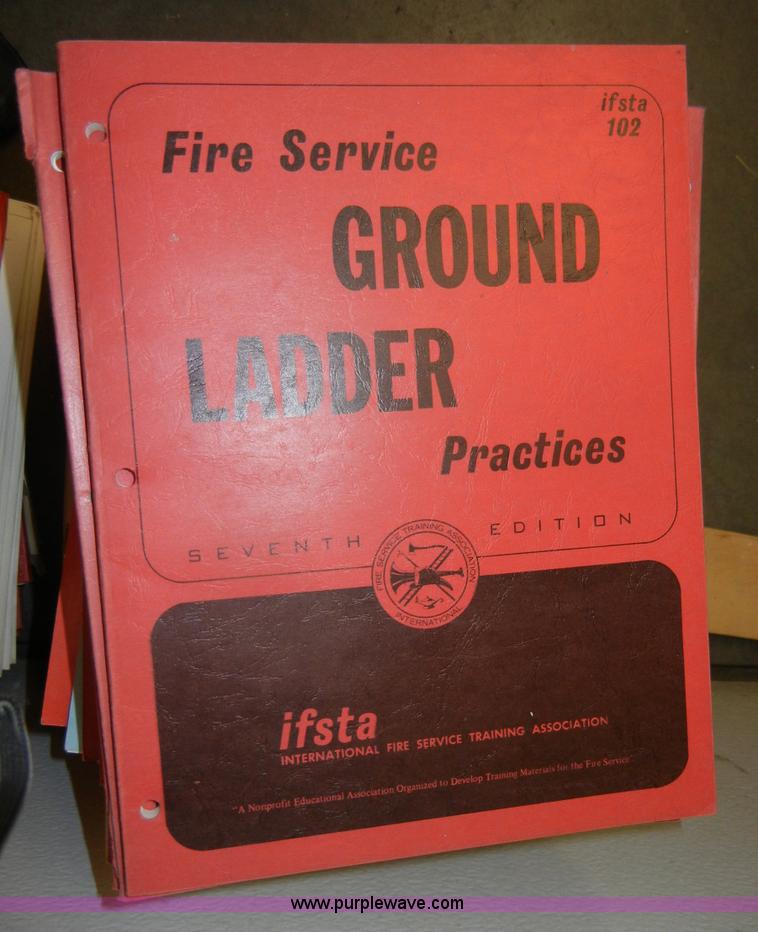 ifsta
102
Fire Service
GROUND
LADDER
Practices
SEVENTH EDITION
FIRE SERVICE TRAINING ASSOCIATION
INTERNATIONAL
ifsta
INTERNATIONAL FIRE SERVICE TRAINING ASSOCIATION
"A Nonprofit Educational Association Organized to Develop Training Materials for the Fire Service"
www.purplewave.com